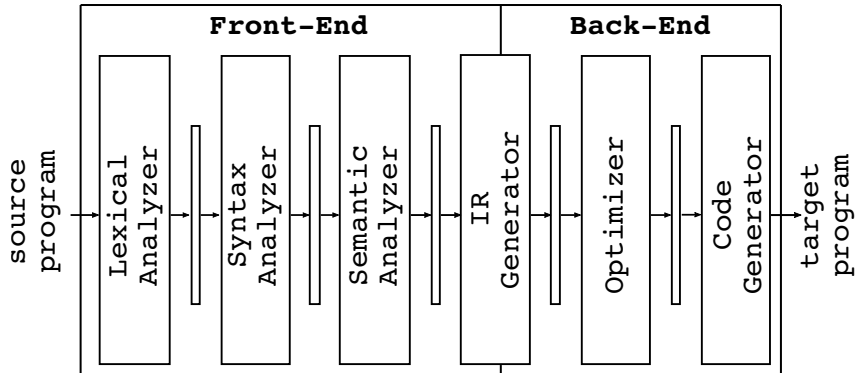 Front-End
Back-End
source
program
Lexical
Analyzer
Syntax
Analyzer
Semantic
Analyzer
IR
Generator
Optimizer
Code
Generator
target
program